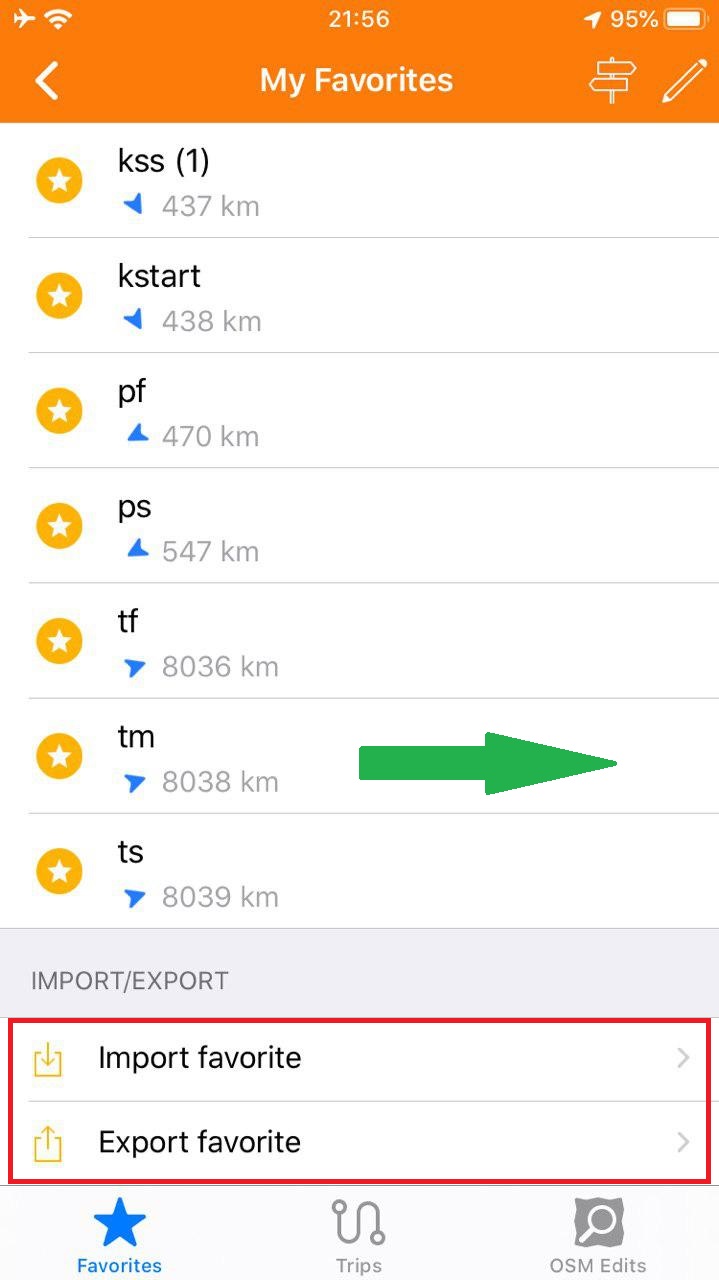 21:56
95%
My Favorites
kss (1)
437 km
kstart
438 km
pf
470 km
ps
547 km
tf
8036 km
tm
8038 km
ts
8039 km
IMPORT/EXPORT
Import favorite
Export favorite
Favorites
Trips
OSM Edits